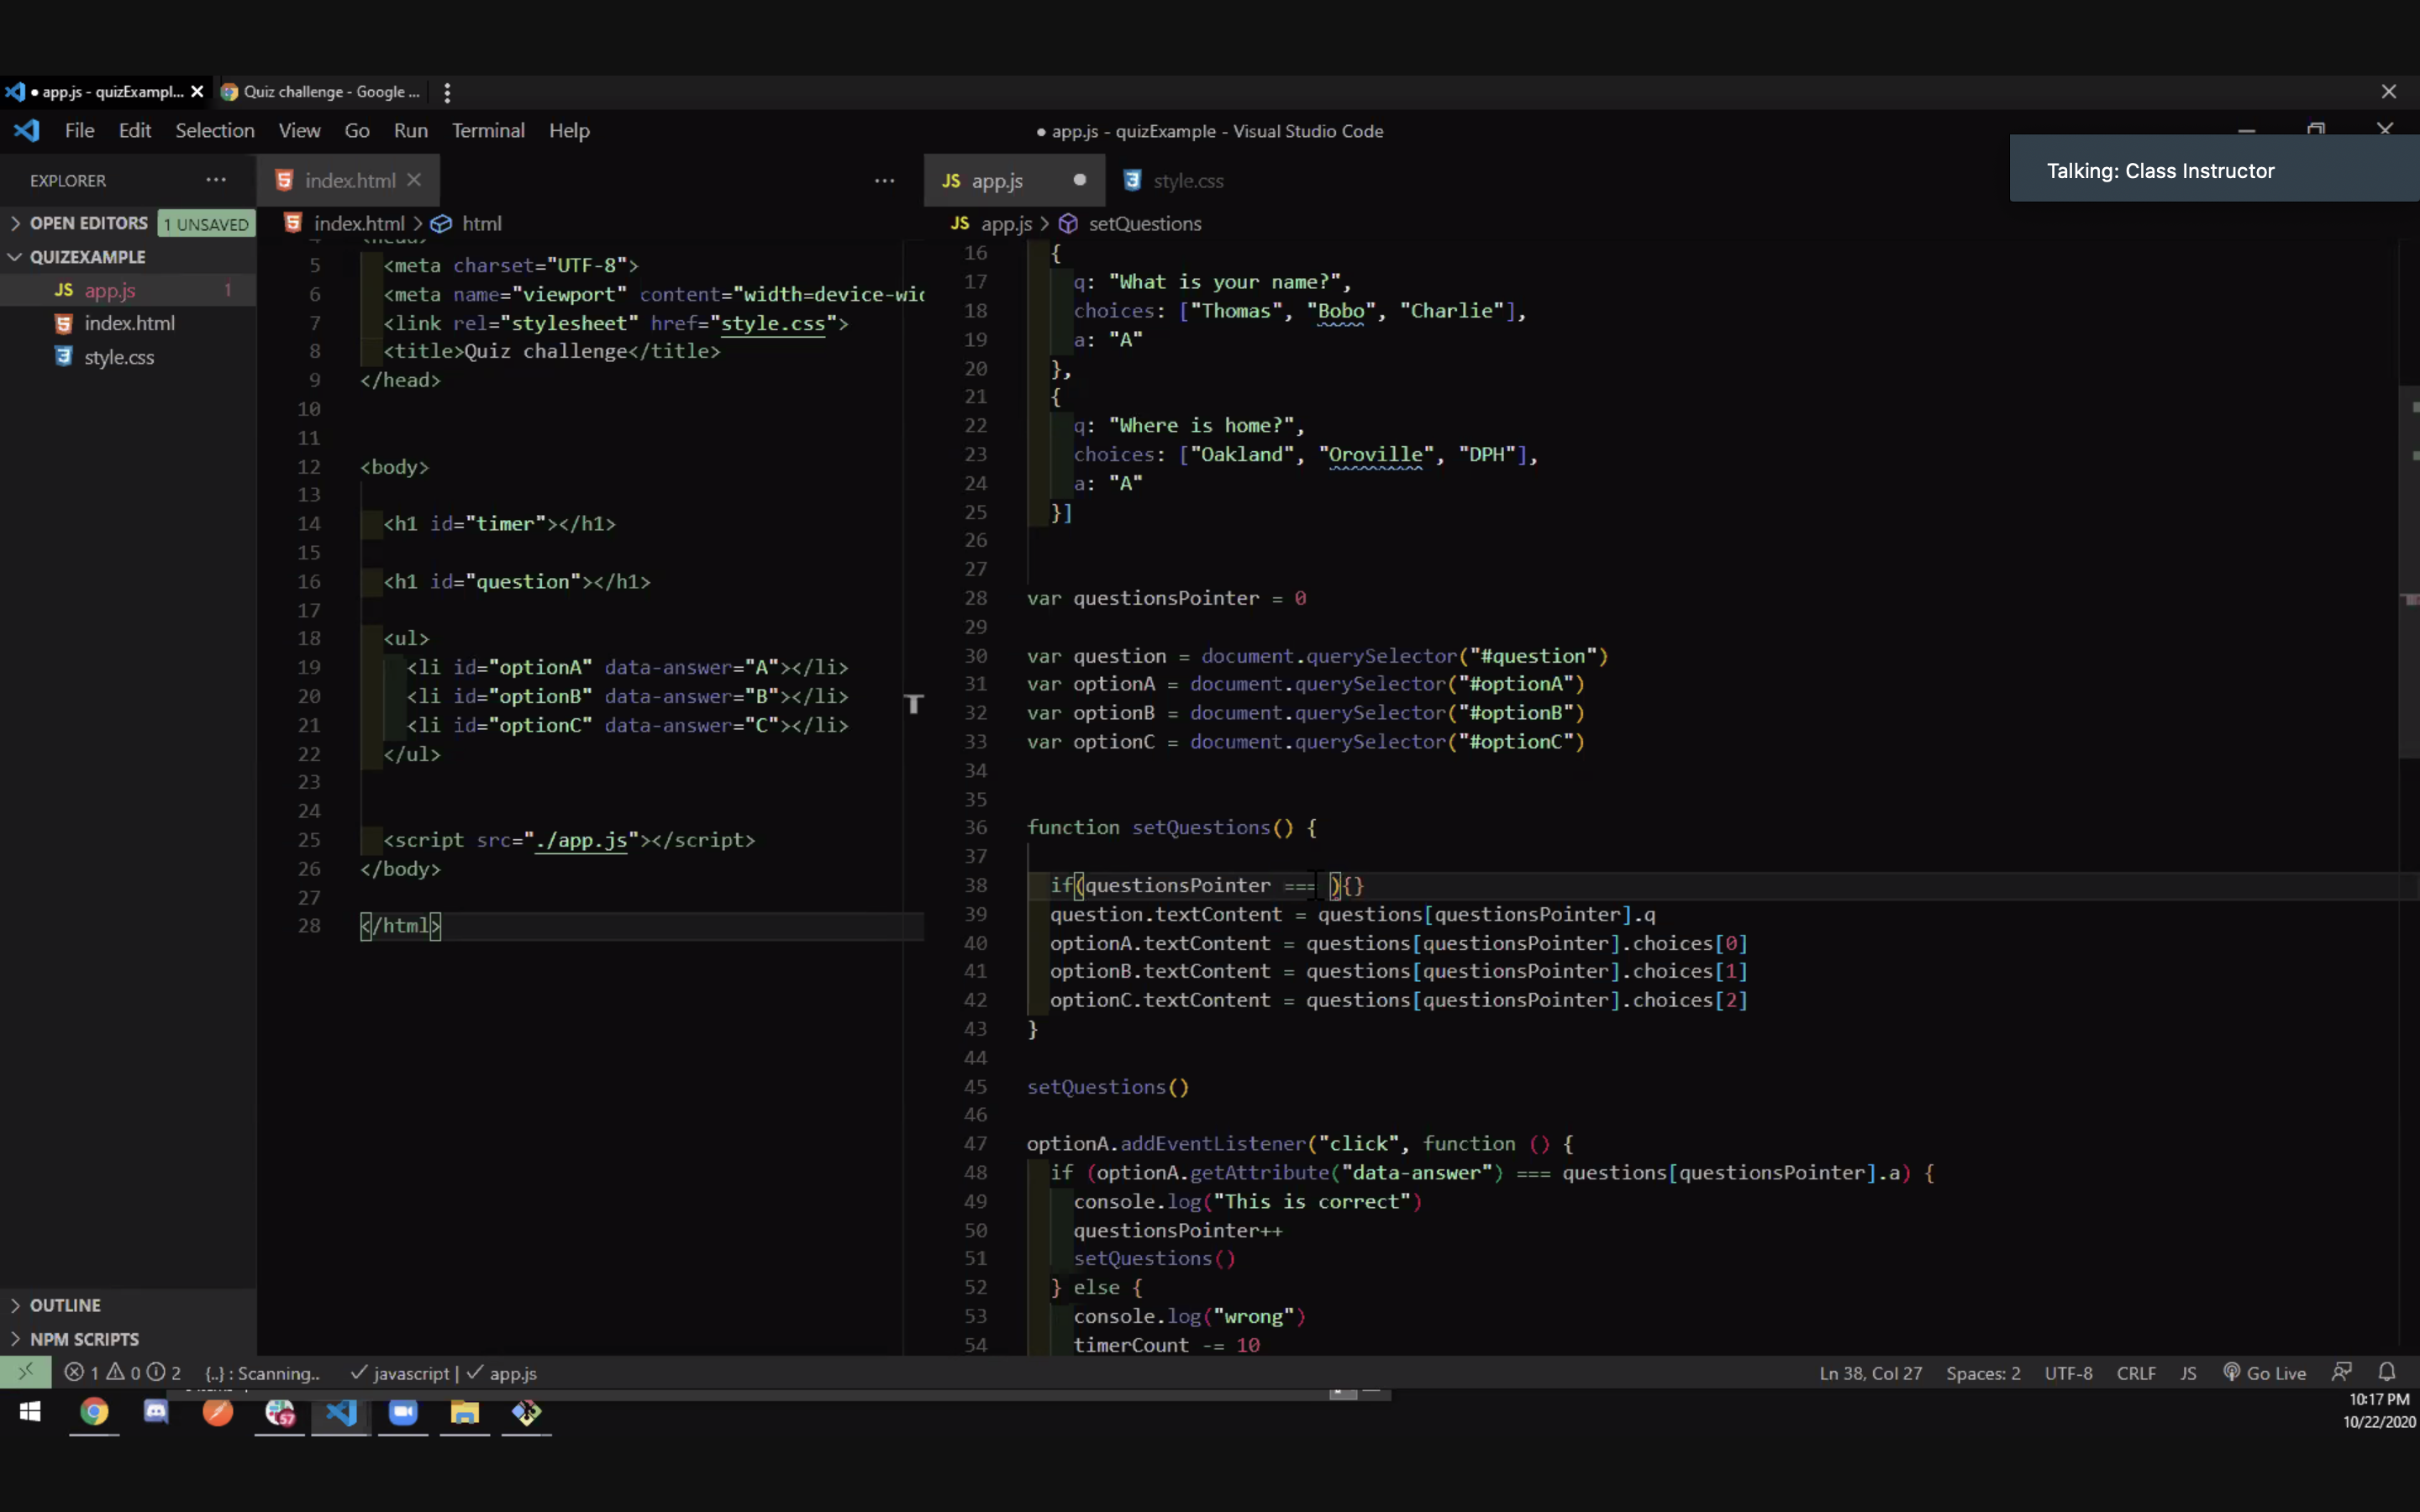 app.js - quizExampl...
Quiz challenge - Google ...
File Edit Selection View Go Run Terminal Help
app.js - quizExample - Visual Studio Code
Talking: Class Instructor
EXPLORER
OPEN EDITORS 1 UNSAVED
QUIZEXAMPLE
JS app.js 1
index.html
style.css
OUTLINE
NPM SCRIPTS
index.html
index.html > html
5 <meta charset="UTF-8">
6 <meta name="viewport" content="width=device-wid
7 <link rel="stylesheet" href="style.css">
8 <title>Quiz challenge</title>
9 </head>
10
11
12 <body>
13
14 <h1 id="timer"></h1>
15
16 <h1 id="question"></h1>
17
18 <ul>
19 <li id="optionA" data-answer="A"></li>
20 <li id="optionB" data-answer="B"></li>
21 <li id="optionC" data-answer="C"></li>
22 </ul>
23
24
25 <script src="./app.js"></script>
26 </body>
27
28 </html>
JS app.js
style.css
JS app.js > setQuestions
16 {
17 q: "What is your name?",
18 choices: ["Thomas", "Bobo", "Charlie"],
19 a: "A"
20 },
21 {
22 q: "Where is home?",
23 choices: ["Oakland", "Oroville", "DPH"],
24 a: "A"
25 }]
26
27
28 var questionsPointer = 0
29
30 var question = document.querySelector("#question")
31 var optionA = document.querySelector("#optionA")
32 var optionB = document.querySelector("#optionB")
33 var optionC = document.querySelector("#optionC")
34
35
36 function setQuestions() {
37
38 if(questionsPointer === ){}
39 question.textContent = questions[questionsPointer].q
40 optionA.textContent = questions[questionsPointer].choices[0]
41 optionB.textContent = questions[questionsPointer].choices[1]
42 optionC.textContent = questions[questionsPointer].choices[2]
43 }
44
45 setQuestions()
46
47 optionA.addEventListener("click", function () {
48 if (optionA.getAttribute("data-answer") === questions[questionsPointer].a) {
49 console.log("This is correct")
50 questionsPointer++
51 setQuestions()
52 } else {
53 console.log("wrong")
54 timerCount -= 10
1 0 2 {..} : Scanning.. javascript | app.js
Ln 38, Col 27 Spaces: 2 UTF-8 CRLF JS Go Live
57
10:17 PM
10/22/2020